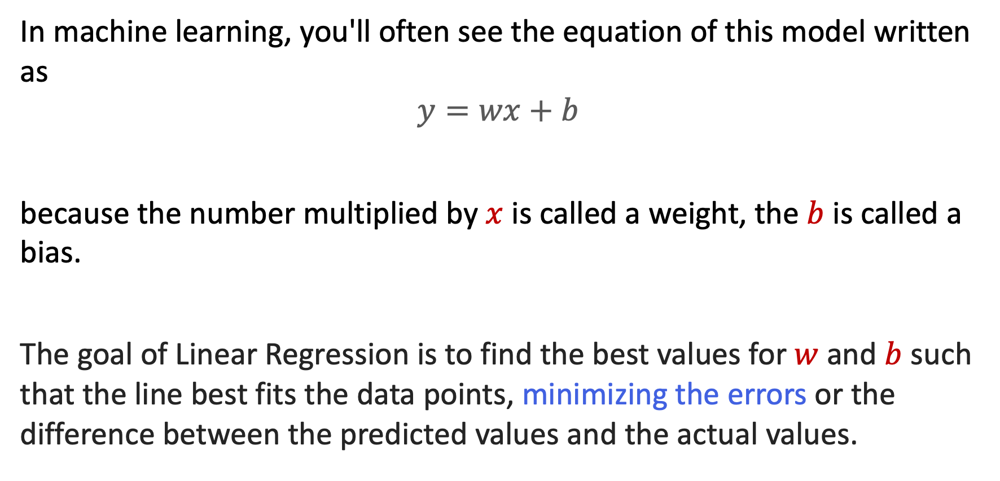 In machine learning, you'll often see the equation of this model written
as
y = wx + b
because the number multiplied by x is called a weight, the b is called a
bias.
The goal of Linear Regression is to find the best values for w and b such
that the line best fits the data points, minimizing the errors or the
difference between the predicted values and the actual values.